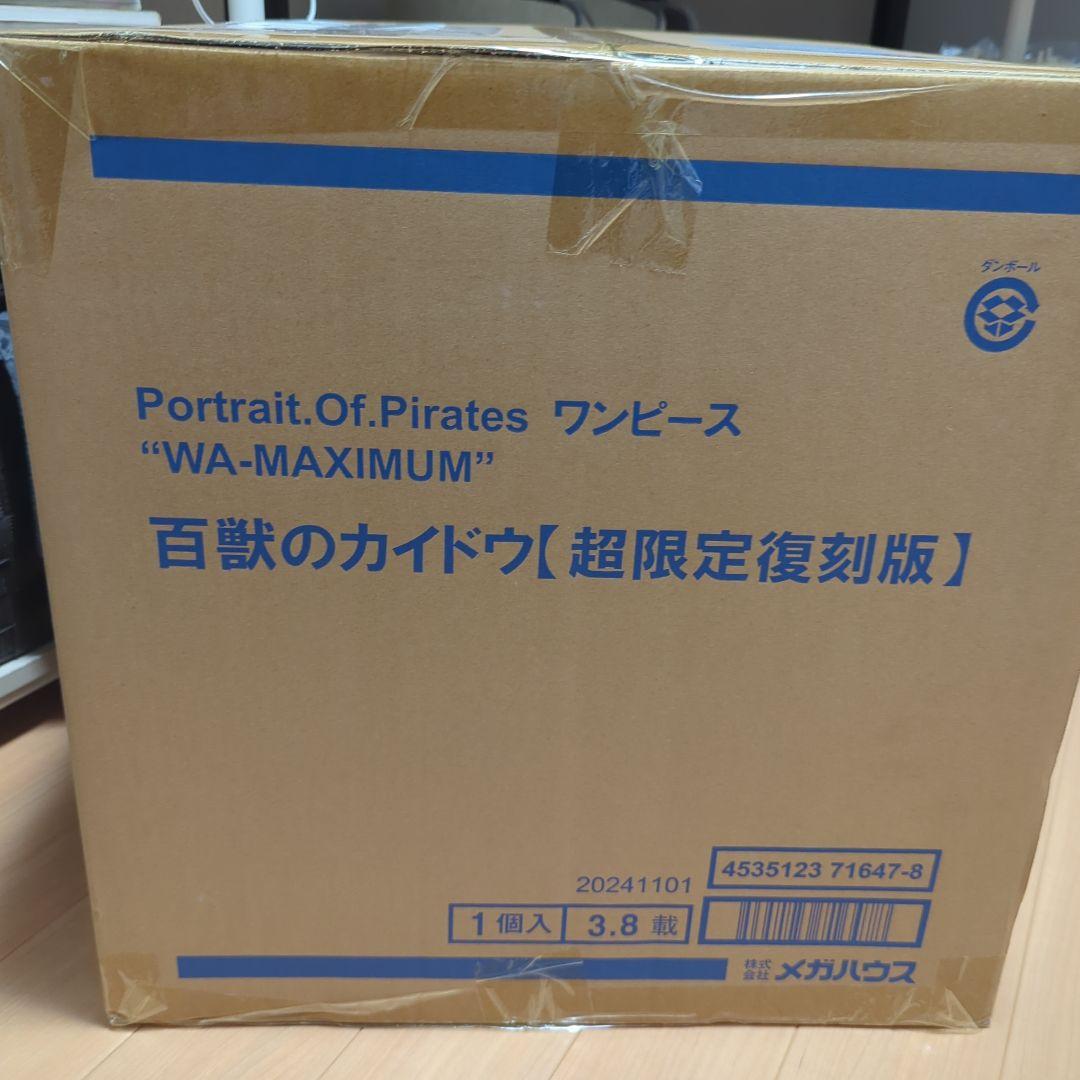 ダンボール
Portrait.Of.Pirates ワンピース
“WA-MAXIMUM”
百獣のカイドウ【超限定復刻版】
4535123 71647-8
20241101
1個入 3.8 載
株式会社 メガハウス